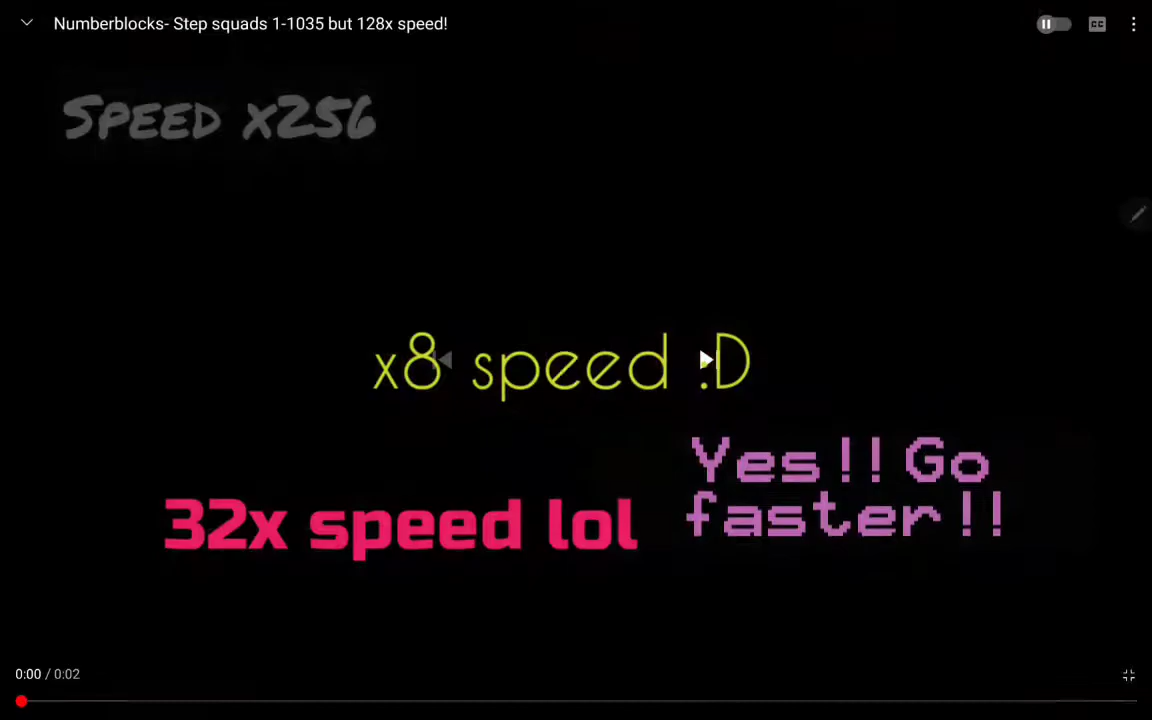 Numberblocks- Step squads 1-1035 but 128x speed!
CC
Speed x256
x8 speed :D
Yes!! Go
faster!!
32x speed lol
0:00 / 0:02